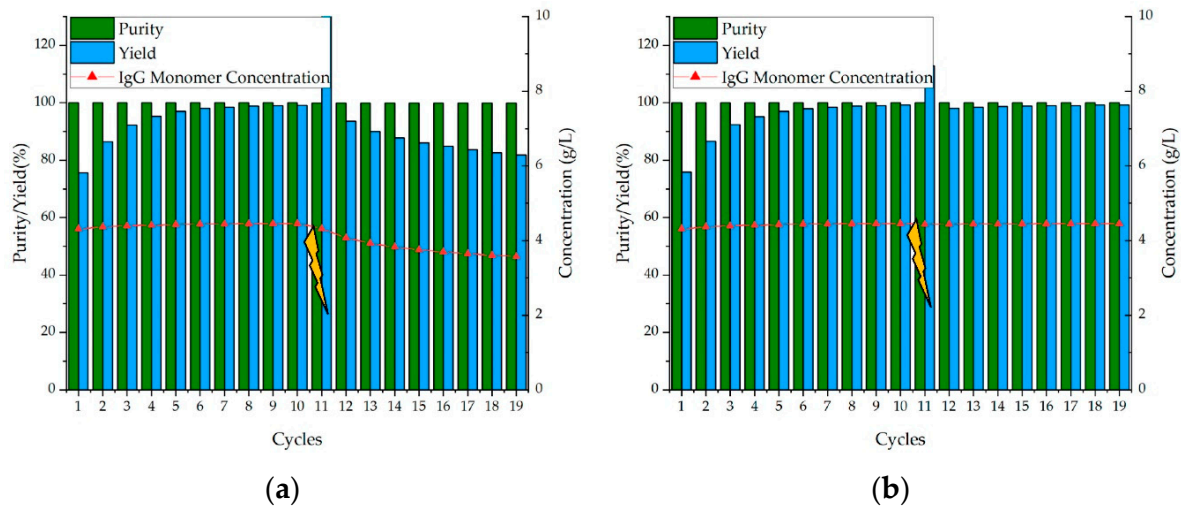 Purity
Yield
IgG Monomer Concentration
Purity/Yield(%)
0
20
40
60
80
100
120
Concentration (g/L)
0
2
4
6
8
10
1 2 3 4 5 6 7 8 9 10 11 12 13 14 15 16 17 18 19
Cycles
(a)
Purity
Yield
IgG Monomer Concentration
Purity/Yield(%)
0
20
40
60
80
100
120
Concentration (g/L)
0
2
4
6
8
10
1 2 3 4 5 6 7 8 9 10 11 12 13 14 15 16 17 18 19
Cycles
(b)